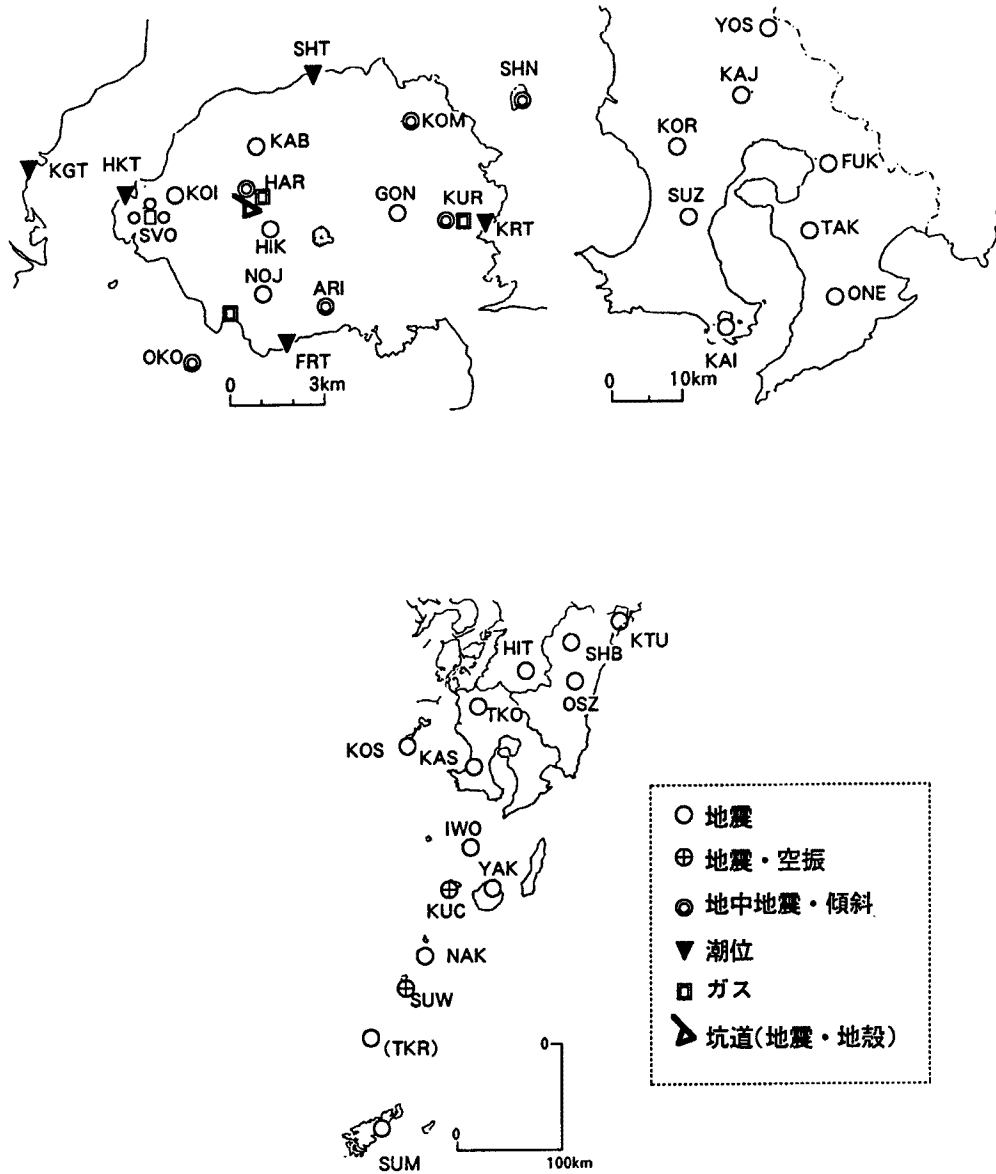 SHT
KAB
KOM
SHN
KGT
HKT
KOI
HAR
GON
KUR
KRT
SVO
HIK
NOJ
ARI
OKO
FRT
0 3km
YOS
KAJ
KOR
FUK
SUZ
TAK
ONE
KAI
0 10km
KTU
SHB
HIT
OSZ
TKO
KOS
KAS
IWO
YAK
KUC
NAK
SUW
(TKR)
SUM
0
0
100km
地震
地震・空振
地中地震・傾斜
潮位
ガス
坑道(地震・地殻)